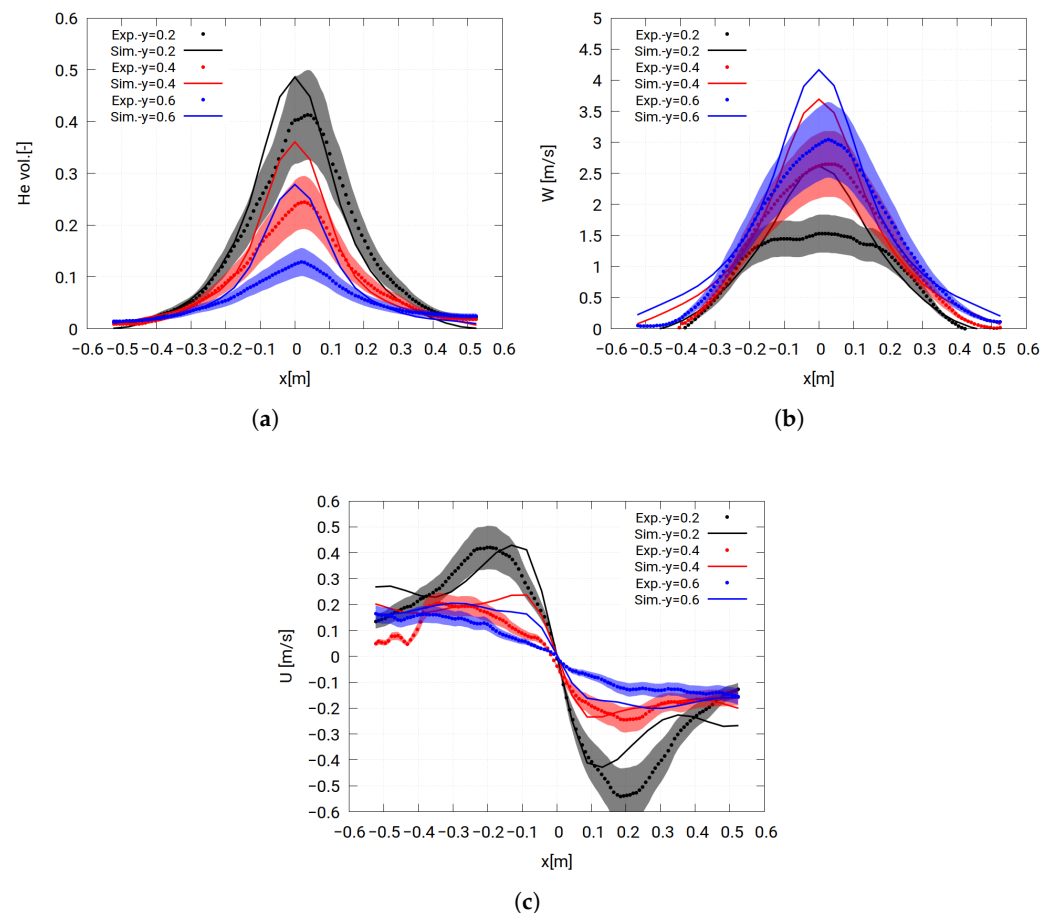 0.6
0.5
0.4
0.3
0.2
0.1
0
He vol.[-]
Exp.-y=0.2
Sim.-y=0.2
Exp.-y=0.4
Sim.-y=0.4
Exp.-y=0.6
Sim.-y=0.6
−0.6 −0.5 −0.4 −0.3 −0.2 −0.1 0 0.1 0.2 0.3 0.4 0.5 0.6
x[m]
(a)
5
4.5
4
3.5
3
2.5
2
1.5
1
0.5
0
W [m/s]
Exp.-y=0.2
Sim.-y=0.2
Exp.-y=0.4
Sim.-y=0.4
Exp.-y=0.6
Sim.-y=0.6
−0.6 −0.5 −0.4 −0.3 −0.2 −0.1 0 0.1 0.2 0.3 0.4 0.5 0.6
x[m]
(b)
0.6
0.5
0.4
0.3
0.2
0.1
0
−0.1
−0.2
−0.3
−0.4
−0.5
−0.6
U [m/s]
Exp.-y=0.2
Sim.-y=0.2
Exp.-y=0.4
Sim.-y=0.4
Exp.-y=0.6
Sim.-y=0.6
−0.6 −0.5 −0.4 −0.3 −0.2 −0.1 0 0.1 0.2 0.3 0.4 0.5 0.6
x[m]
(c)